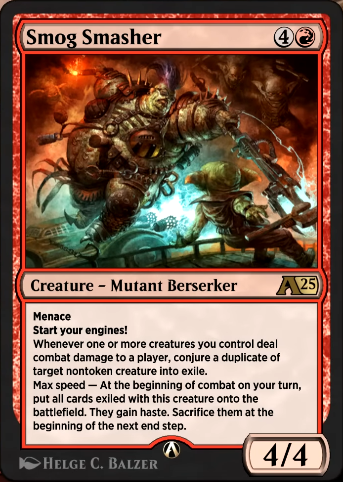 Smog Smasher 4
Creature – Mutant Berserker A25
Menace
Start your engines!
Whenever one or more creatures you control deal
combat damage to a player, conjure a duplicate of
target nontoken creature into exile.
Max speed — At the beginning of combat on your turn,
put all cards exiled with this creature onto the
battlefield. They gain haste. Sacrifice them at the
beginning of the next end step.
4/4
Helge C. Balzer